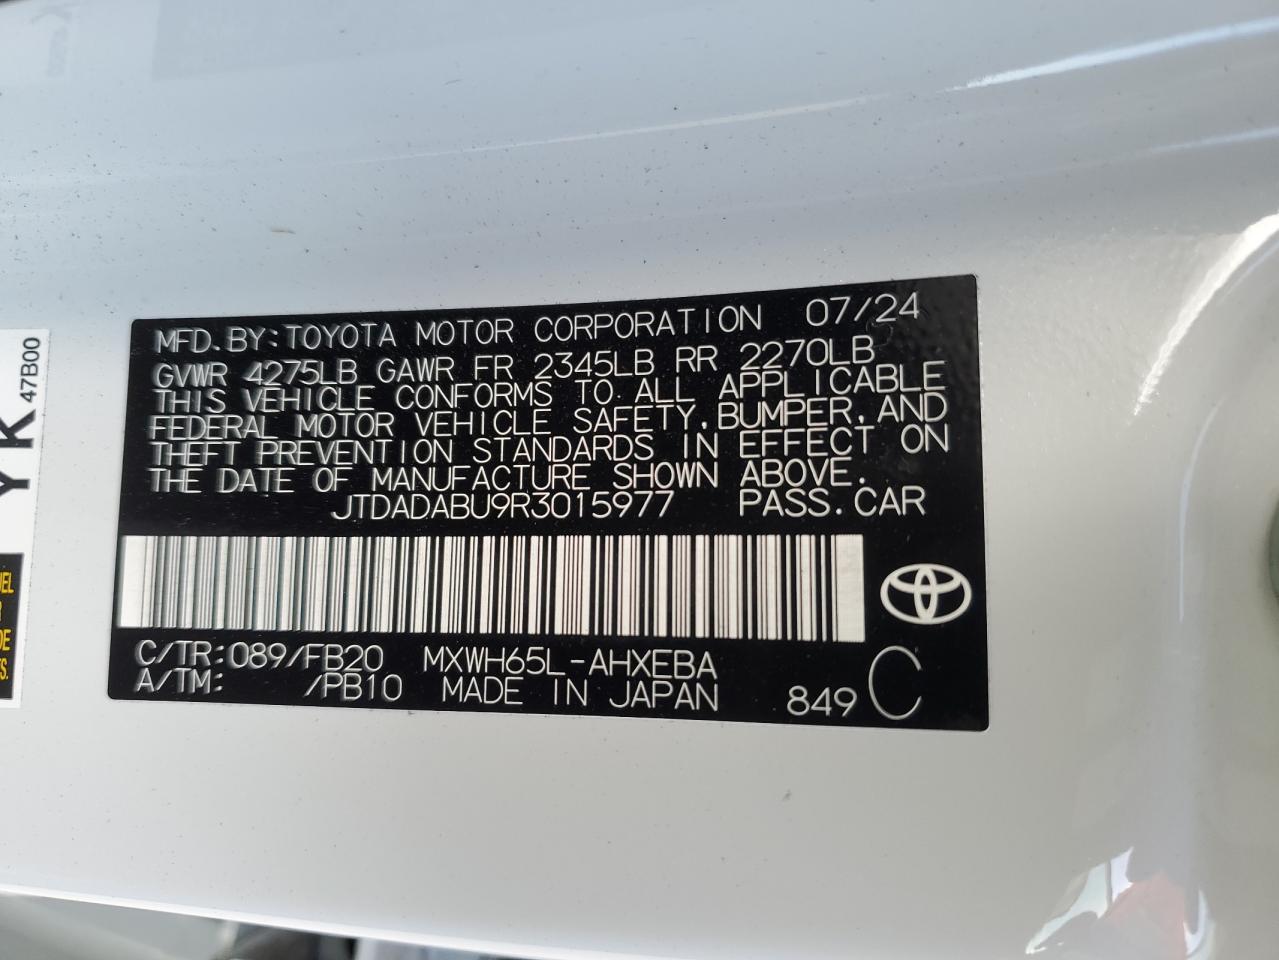 MFD. BY: TOYOTA MOTOR CORPORATION 07/24
GVWR 4275LB GAWR FR 2345LB RR 2270LB
THIS VEHICLE CONFORMS TO ALL APPLICABLE
FEDERAL MOTOR VEHICLE SAFETY, BUMPER, AND
THEFT PREVENTION STANDARDS IN EFFECT ON
THE DATE OF MANUFACTURE SHOWN ABOVE.
JTDADABU9R3015977 PASS. CAR
C/TR: 089/FB20 MXWH65L-AHXEBA
A/TM: /PB10 MADE IN JAPAN 849 C
YK
47B00